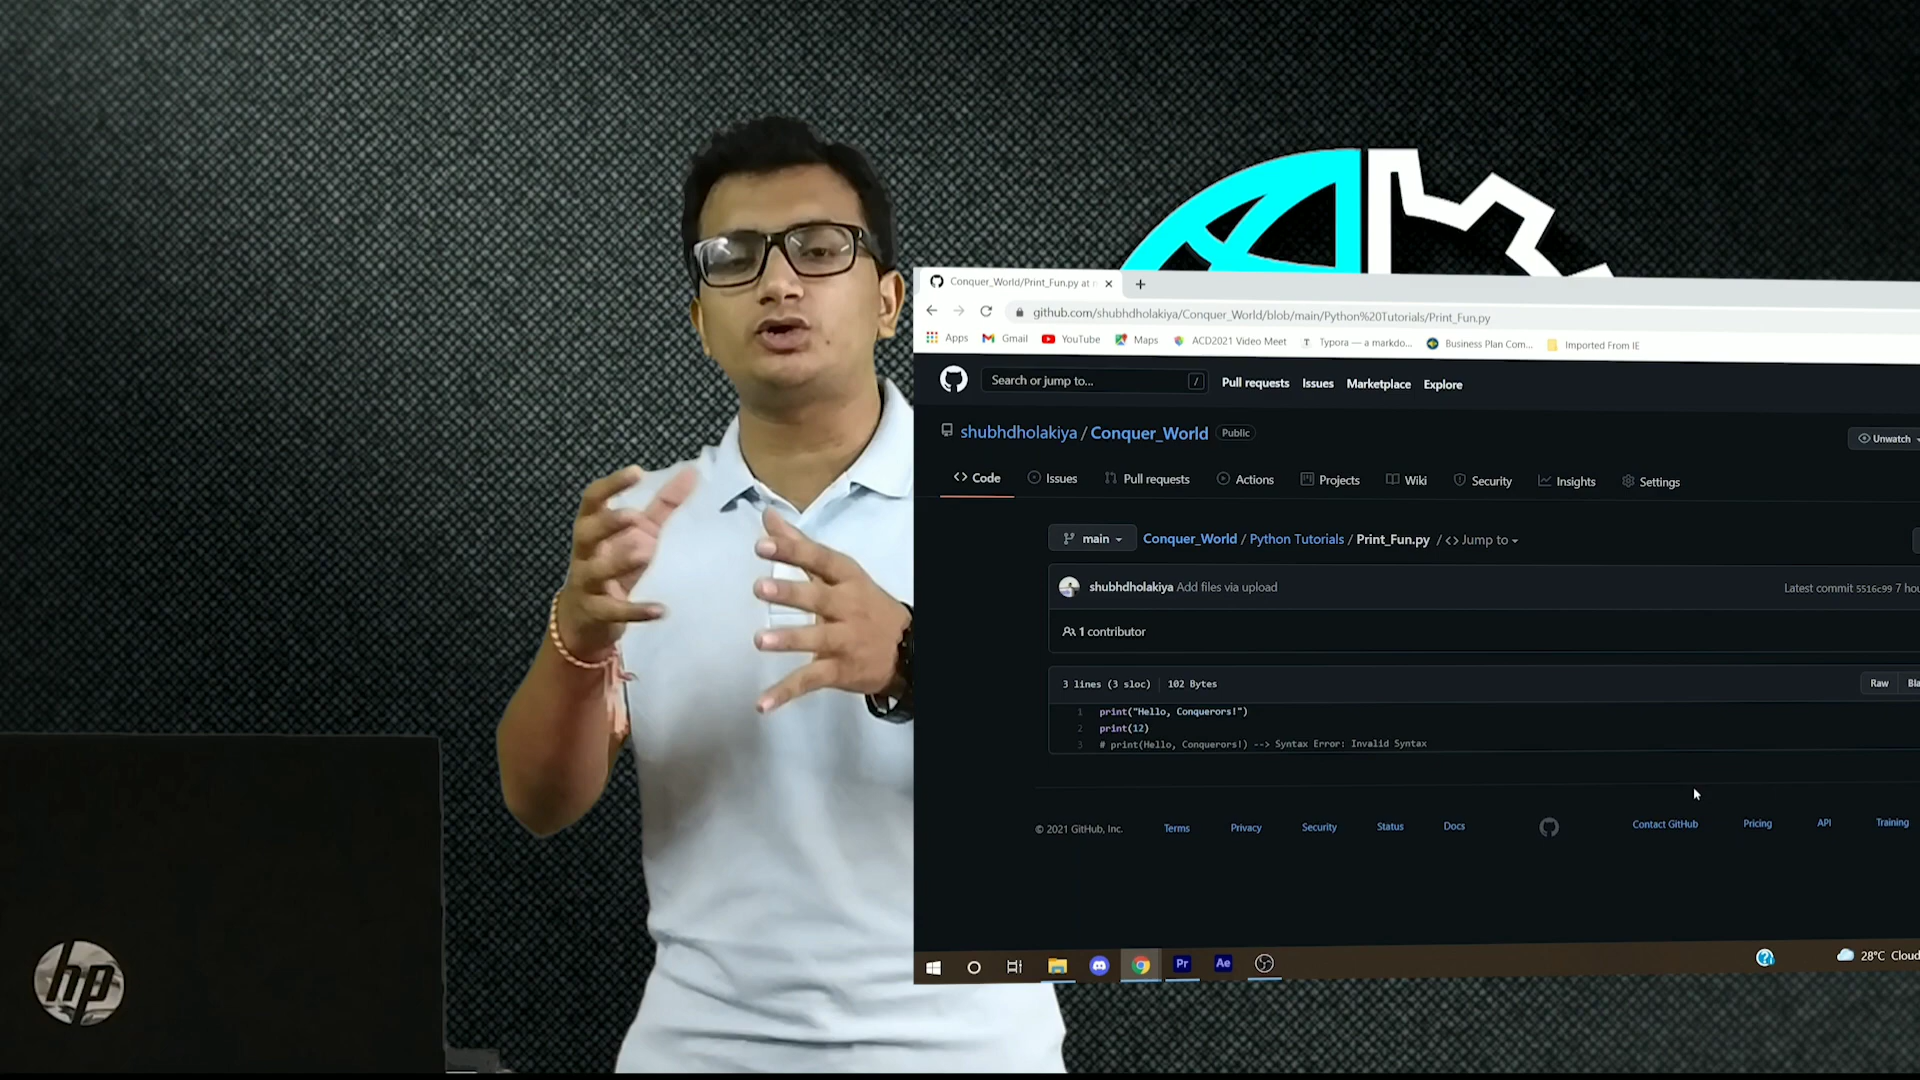 Conquer_World/Print_Fun.py at
github.com/shubhdholakiya/Conquer_World/blob/main/Python%20Tutorials/Print_Fun.py
Apps Gmail YouTube Maps ACD2021 Video Meet Typora — a markdo... Business Plan Com... Imported From IE
Search or jump to... / Pull requests Issues Marketplace Explore
shubhdholakiya / Conquer_World Public Unwatch
<> Code Issues Pull requests Actions Projects Wiki Security Insights Settings
main Conquer_World / Python Tutorials / Print_Fun.py / <> Jump to
shubhdholakiya Add files via upload Latest commit 5516c99 7 hou
1 contributor
3 lines (3 sloc) 102 Bytes Raw Bla
1 print("Hello, Conquerors!")
2 print(12)
3 # print(Hello, Conquerors!) --> Syntax Error: Invalid Syntax
© 2021 GitHub, Inc. Terms Privacy Security Status Docs Contact GitHub Pricing API Training
Pr Ae 28°C Cloud
hp